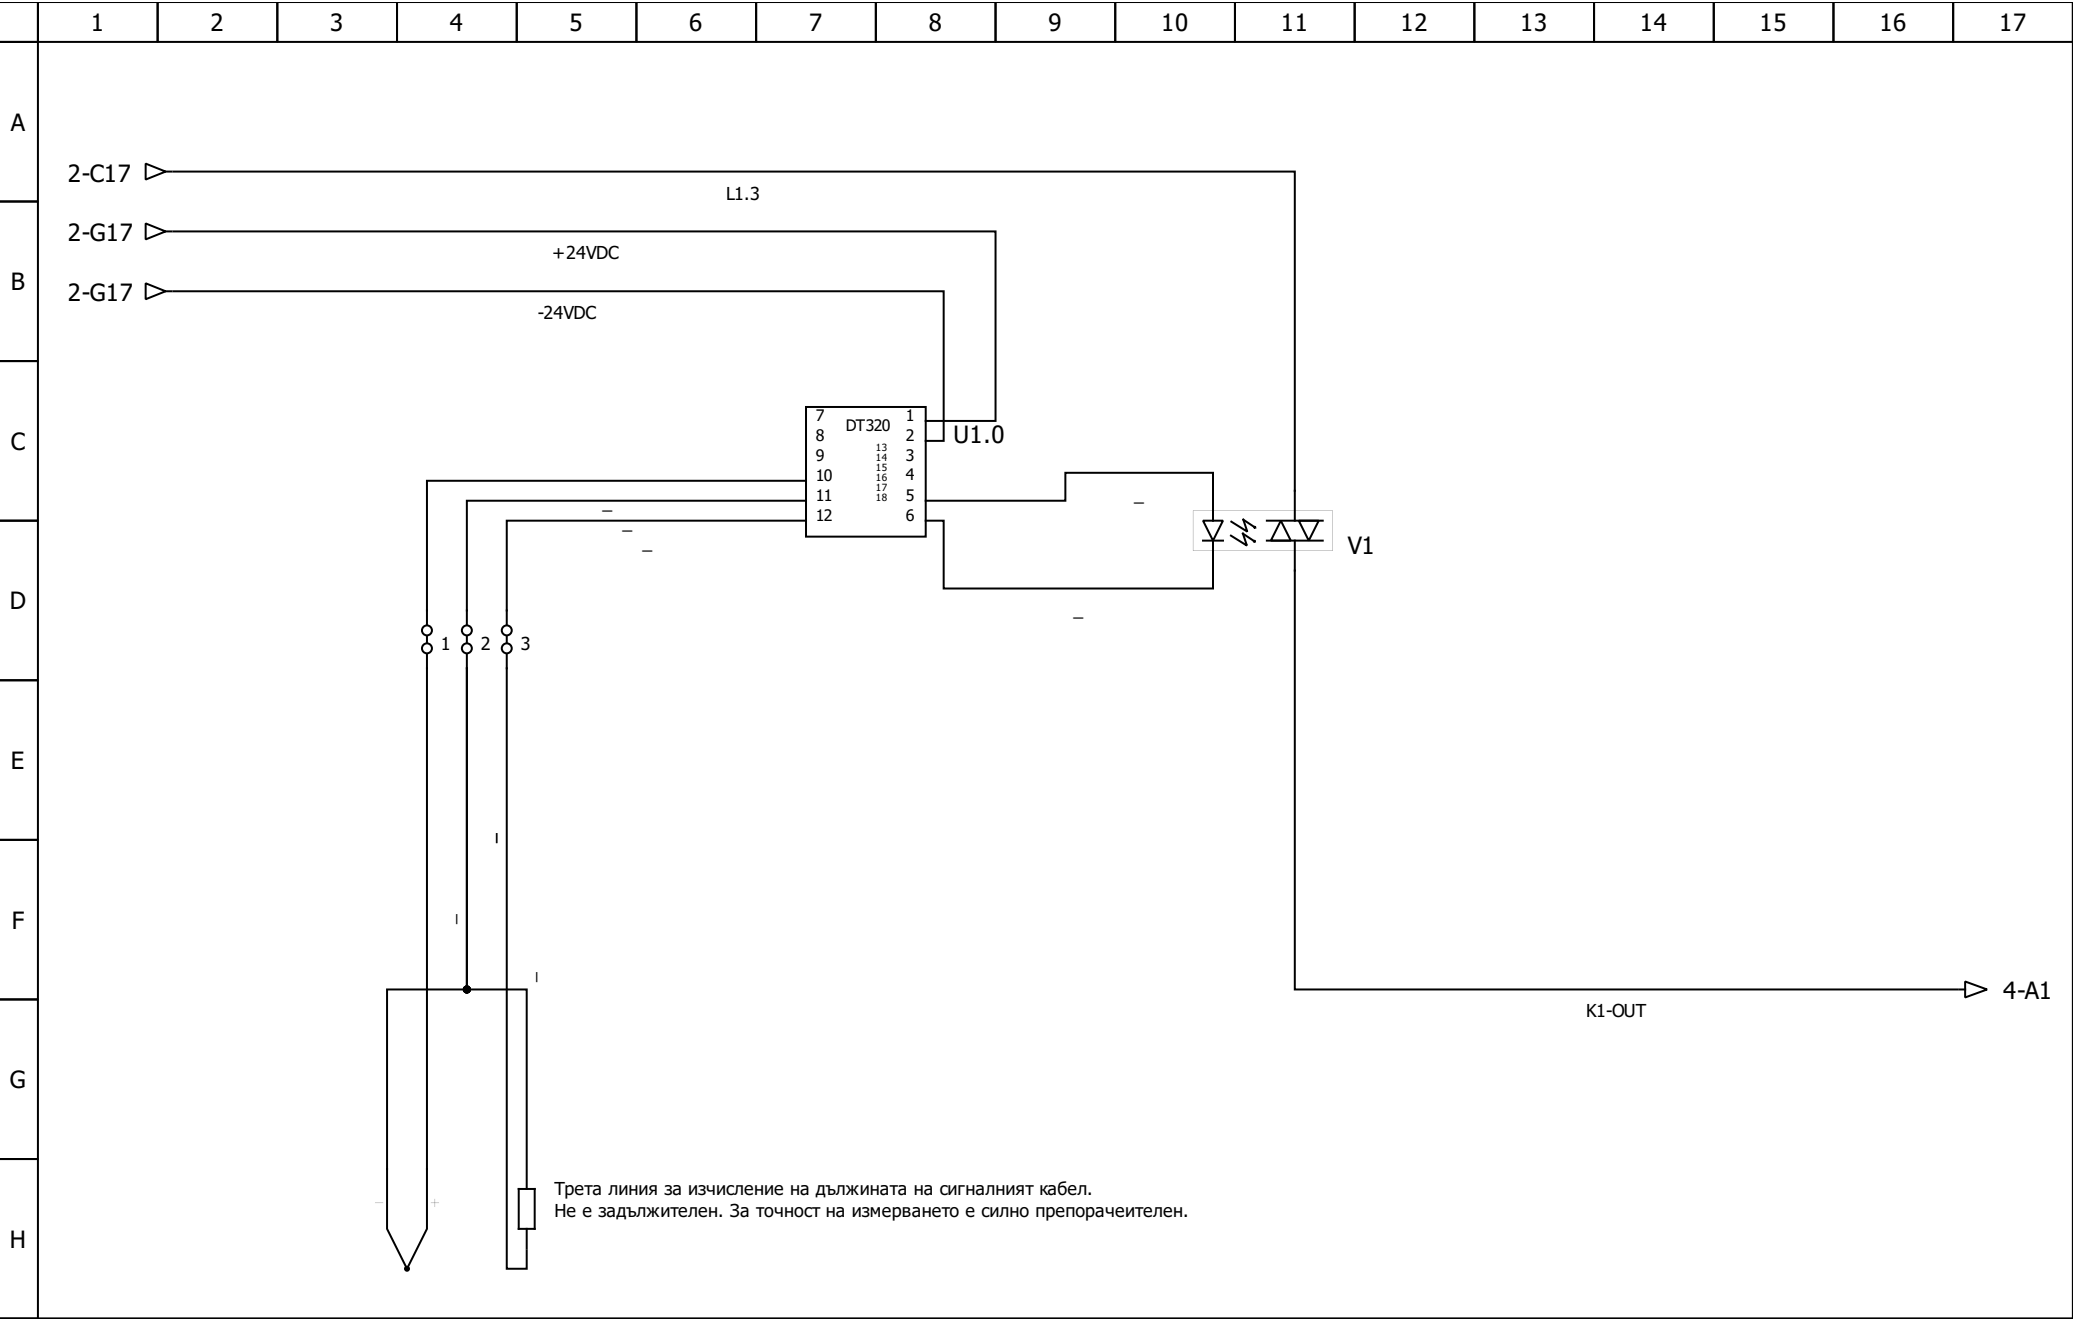 1 2 3 4 5 6 7 8 9 10 11 12 13 14 15 16 17
A
2-C17
L1.3
2-G17
+24VDC
B
2-G17
-24VDC
7 DT320 1
8 2 U1.0
C
13
9 14 3
15
10 16 4
17
11 18 5
12 6
V1
D
1 2 3
E
F
4-A1
K1-OUT
G
Трета линия за изчисление на дължината на сигналният кабел.
- +
Не е задължителен. За точност на измерването е силно препорачеителен.
H